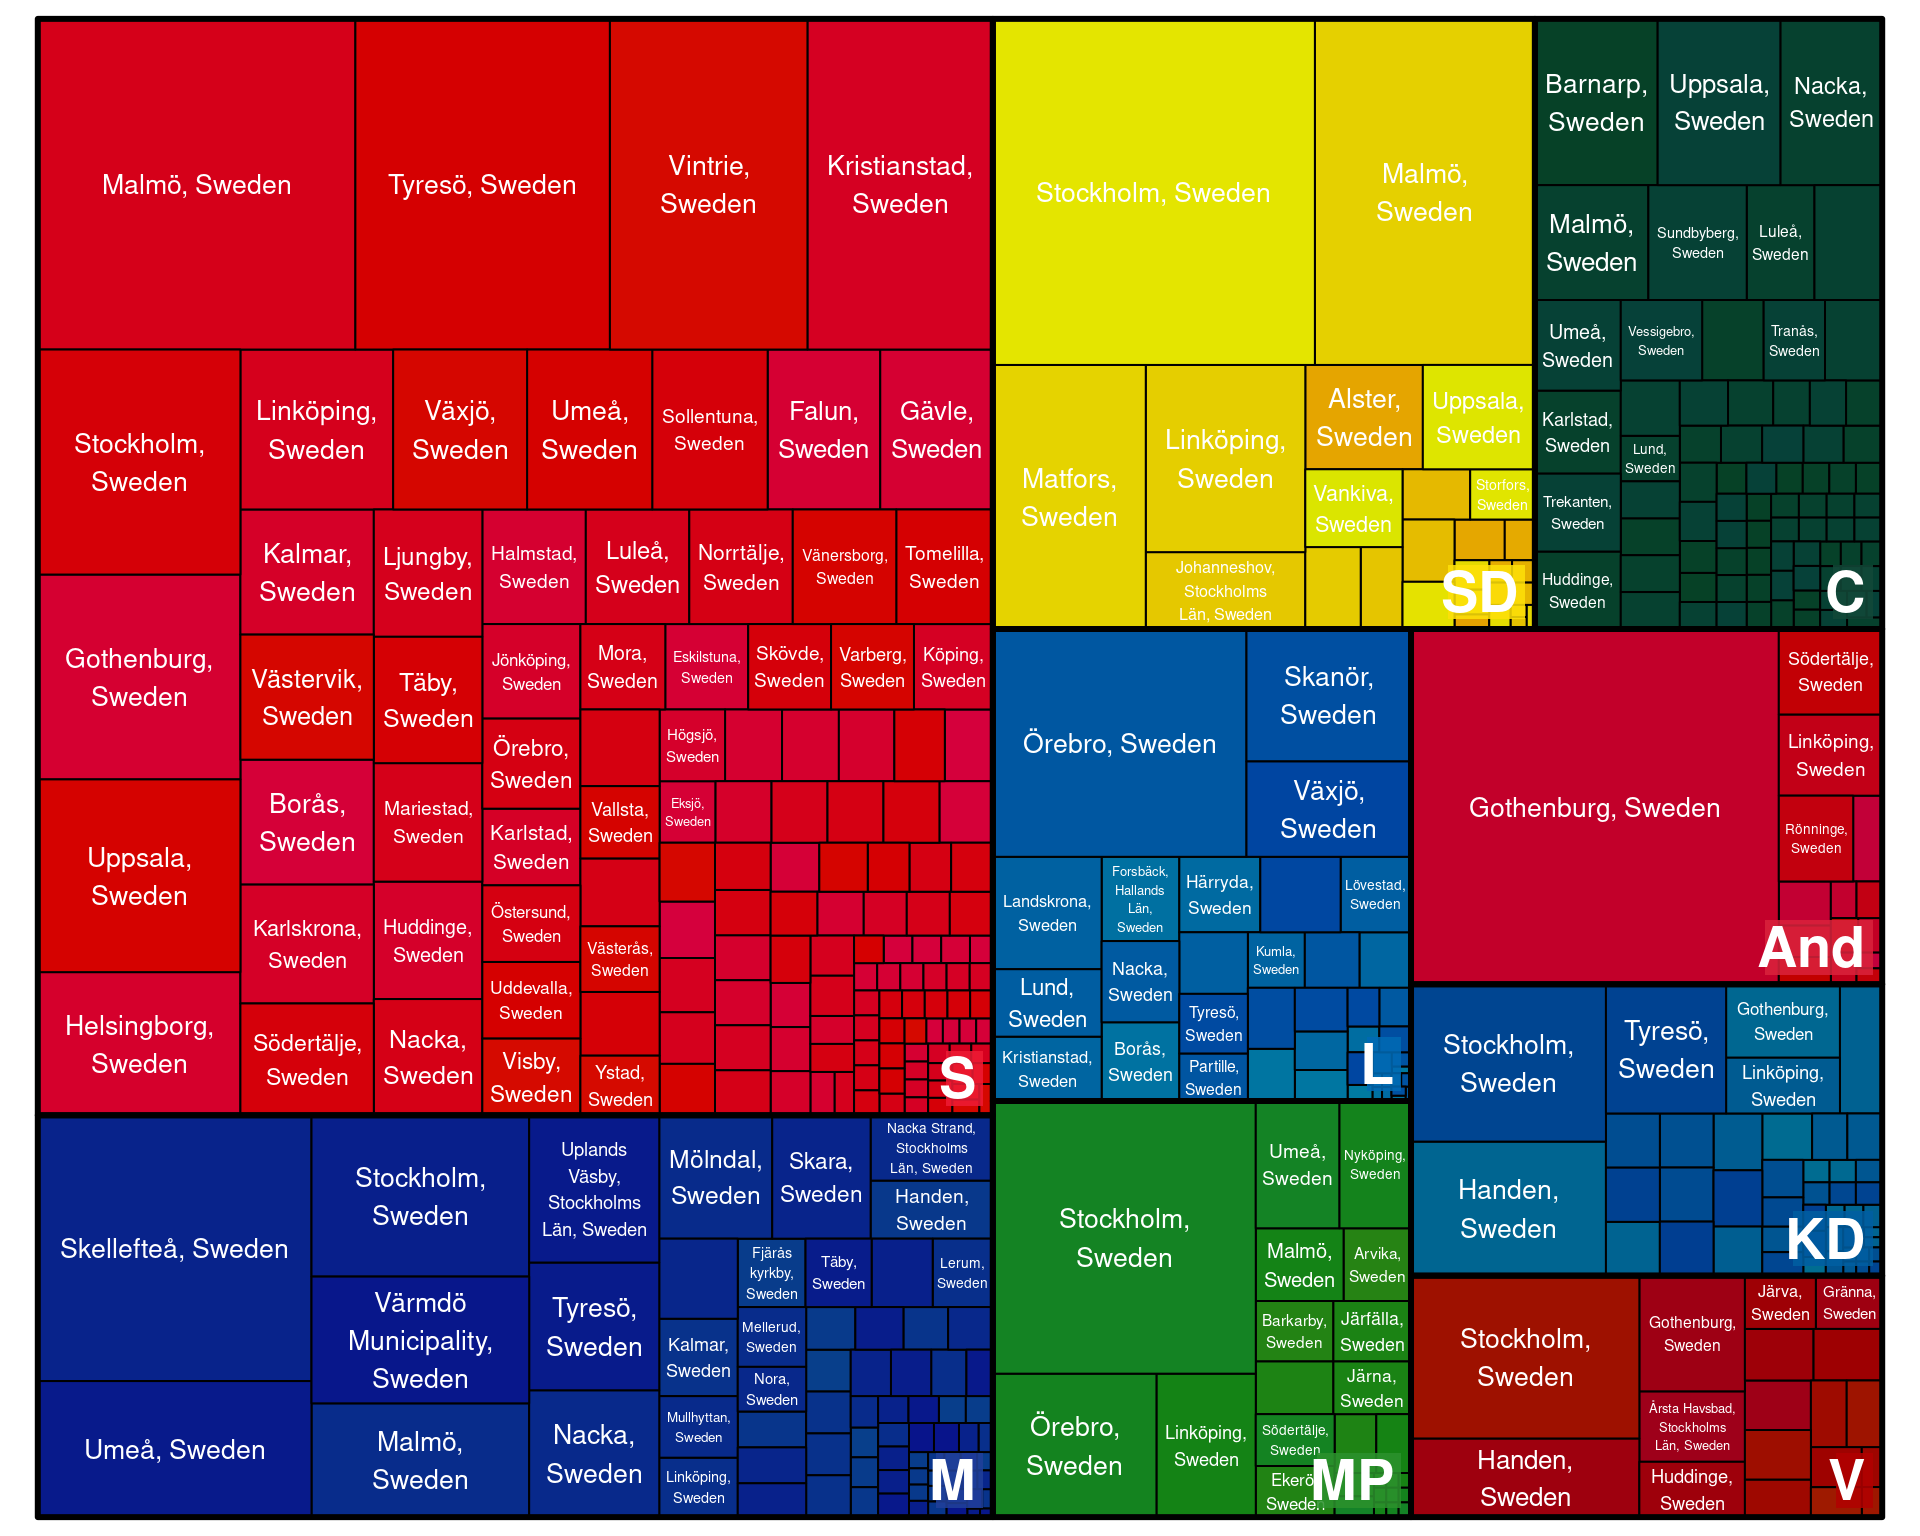 Malmö, Sweden
Tyresö, Sweden
Vintrie,
Sweden
Kristianstad,
Sweden
Stockholm,
Sweden
Linköping,
Sweden
Växjö,
Sweden
Umeå,
Sweden
Sollentuna,
Sweden
Falun,
Sweden
Gävle,
Sweden
Gothenburg,
Sweden
Uppsala,
Sweden
Helsingborg,
Sweden
Kalmar,
Sweden
Ljungby,
Sweden
Halmstad,
Sweden
Luleå,
Sweden
Norrtälje,
Sweden
Vänersborg,
Sweden
Tomelilla,
Sweden
Västervik,
Sweden
Täby,
Sweden
Jönköping,
Sweden
Mora,
Sweden
Eskilstuna,
Sweden
Skövde,
Sweden
Varberg,
Sweden
Köping,
Sweden
Borås,
Sweden
Mariestad,
Sweden
Örebro,
Sweden
Karlstad,
Sweden
Högsjö,
Sweden
Vallsta,
Sweden
Eksjö,
Sweden
Karlskrona,
Sweden
Huddinge,
Sweden
Östersund,
Sweden
Västerås,
Sweden
Södertälje,
Sweden
Nacka,
Sweden
Uddevalla,
Sweden
Visby,
Sweden
Ystad,
Sweden
S
Stockholm, Sweden
Malmö,
Sweden
Matfors,
Sweden
Linköping,
Sweden
Johanneshov,
Stockholms
Län, Sweden
Alster,
Sweden
Uppsala,
Sweden
Vankiva,
Sweden
Storfors,
Sweden
SD
Barnarp,
Sweden
Uppsala,
Sweden
Nacka,
Sweden
Malmö,
Sweden
Sundbyberg,
Sweden
Luleå,
Sweden
Umeå,
Sweden
Vessigebro,
Sweden
Tranås,
Sweden
Karlstad,
Sweden
Lund,
Sweden
Trekanten,
Sweden
Huddinge,
Sweden
C
Örebro, Sweden
Skanör,
Sweden
Växjö,
Sweden
Landskrona,
Sweden
Forsbäck,
Hallands
Län,
Sweden
Härryda,
Sweden
Lövestad,
Sweden
Lund,
Sweden
Nacka,
Sweden
Kumla,
Sweden
Tyresö,
Sweden
Kristianstad,
Sweden
Borås,
Sweden
Partille,
Sweden
L
Gothenburg, Sweden
Södertälje,
Sweden
Linköping,
Sweden
Rönninge,
Sweden
And
Stockholm,
Sweden
Tyresö,
Sweden
Gothenburg,
Sweden
Linköping,
Sweden
Handen,
Sweden
KD
Skellefteå, Sweden
Umeå, Sweden
Stockholm,
Sweden
Värmdö
Municipality,
Sweden
Malmö,
Sweden
Uplands
Väsby,
Stockholms
Län, Sweden
Tyresö,
Sweden
Nacka,
Sweden
Mölndal,
Sweden
Skara,
Sweden
Nacka Strand,
Stockholms
Län, Sweden
Handen,
Sweden
Fjärås
kyrkby,
Sweden
Täby,
Sweden
Lerum,
Sweden
Kalmar,
Sweden
Mellerud,
Sweden
Nora,
Sweden
Mullhyttan,
Sweden
Linköping,
Sweden
M
Stockholm,
Sweden
Örebro,
Sweden
Linköping,
Sweden
Umeå,
Sweden
Nyköping,
Sweden
Malmö,
Sweden
Arvika,
Sweden
Barkarby,
Sweden
Järfälla,
Sweden
Järna,
Sweden
Södertälje,
Sweden
Ekerö,
Sweden
MP
Stockholm,
Sweden
Handen,
Sweden
Gothenburg,
Sweden
Järva,
Sweden
Gränna,
Sweden
Årsta Havsbad,
Stockholms
Län, Sweden
Huddinge,
Sweden
V